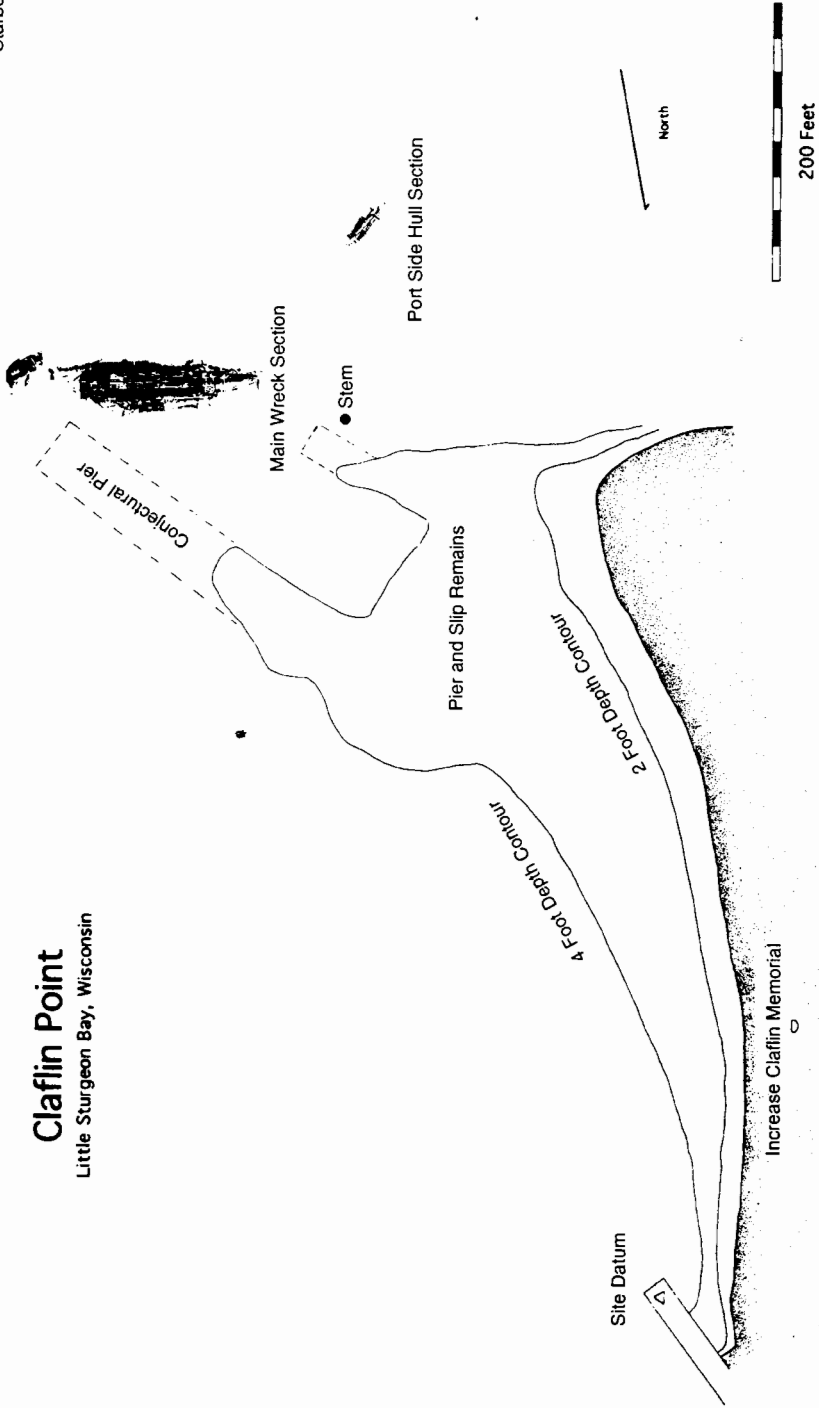 Claflin Point
Little Sturgeon Bay, Wisconsin
Conjectural Pier
Main Wreck Section
Stem
Port Side Hull Section
North
Pier and Slip Remains
4 Foot Depth Contour
2 Foot Depth Contour
Site Datum
Increase Claflin Memorial
200 Feet